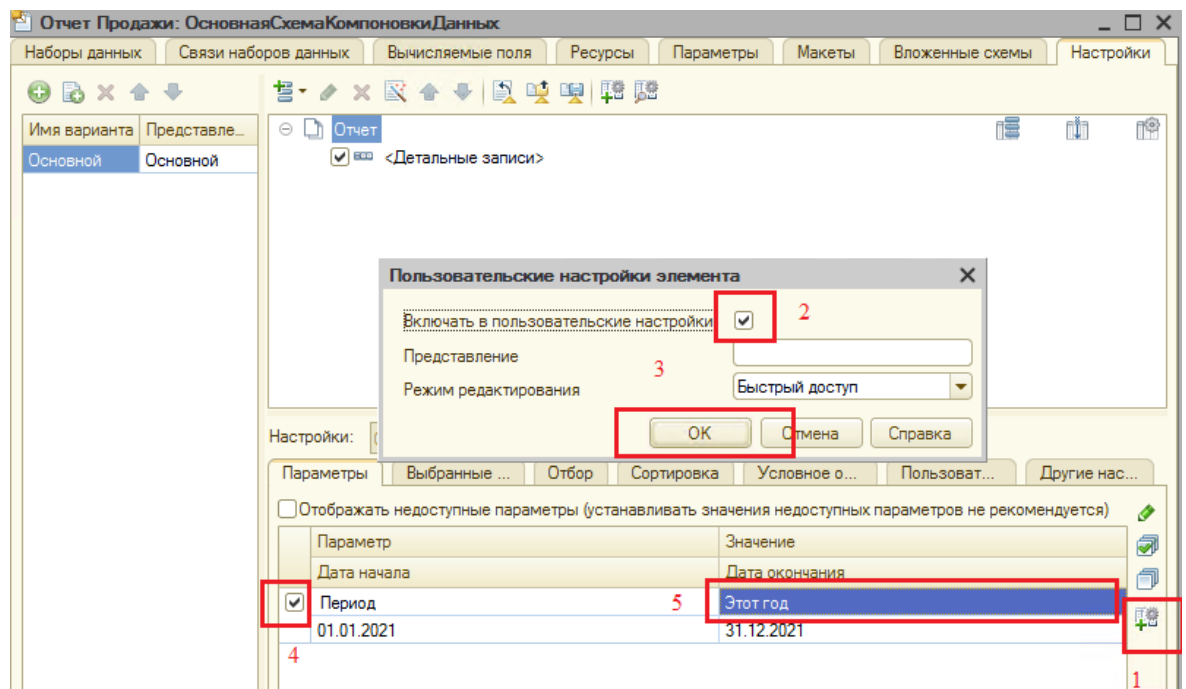 Отчет Продажи: ОсновнаяСхемаКомпоновкиДанных
Наборы данных Связи наборов данных Вычисляемые поля Ресурсы Параметры Макеты Вложенные схемы Настройки
Имя варианта Представле...
Основной Основной
Отчет
<Детальные записи>
Пользовательские настройки элемента
Включать в пользовательские настройки 2
Представление
3
Режим редактирования Быстрый доступ
OK Отмена Справка
Настройки:
Параметры Выбранные ... Отбор Сортировка Условное о... Пользоват... Другие нас...
Отображать недоступные параметры (устанавливать значения недоступных параметров не рекомендуется)
Параметр Значение
Дата начала Дата окончания
Период 5 Этот год
01.01.2021 31.12.2021
4
1